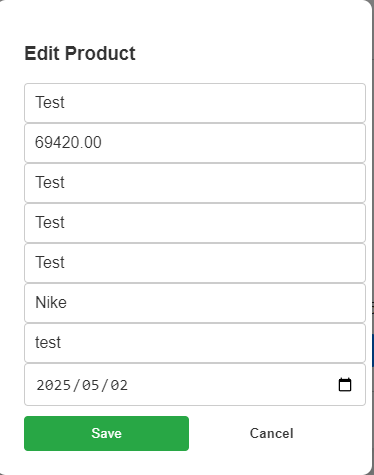 Edit Product
Test
69420.00
Test
Test
Test
Nike
test
2025/05/02
Save Cancel